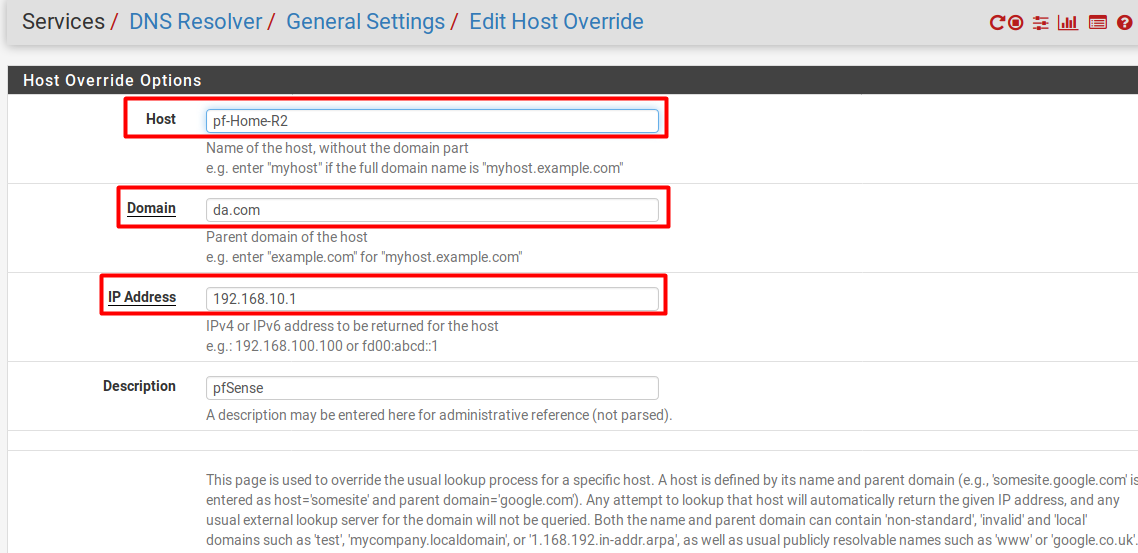 Services / DNS Resolver / General Settings / Edit Host Override
Host Override Options
Host pf-Home-R2
Name of the host, without the domain part
e.g. enter "myhost" if the full domain name is "myhost.example.com"
Domain da.com
Parent domain of the host
e.g. enter "example.com" for "myhost.example.com"
IP Address 192.168.10.1
IPv4 or IPv6 address to be returned for the host
e.g.: 192.168.100.100 or fd00:abcd::1
Description pfSense
A description may be entered here for administrative reference (not parsed).
This page is used to override the usual lookup process for a specific host. A host is defined by its name and parent domain (e.g., 'somesite.google.com' is
entered as host='somesite' and parent domain='google.com'). Any attempt to lookup that host will automatically return the given IP address, and any
usual external lookup server for the domain will not be queried. Both the name and parent domain can contain 'non-standard', 'invalid' and 'local'
domains such as 'test', 'mycompany.localdomain', or '1.168.192.in-addr.arpa', as well as usual publicly resolvable names such as 'www' or 'google.co.uk'.